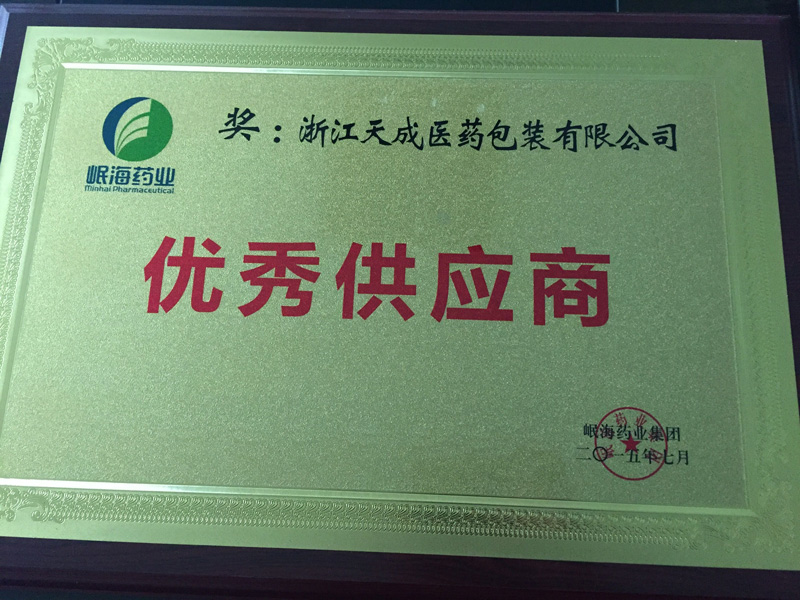 奖：浙江天成医药包装有限公司
岷海药业
Minhai Pharmaceutical
优秀供应商
岷海药业集团
二〇一五年七月